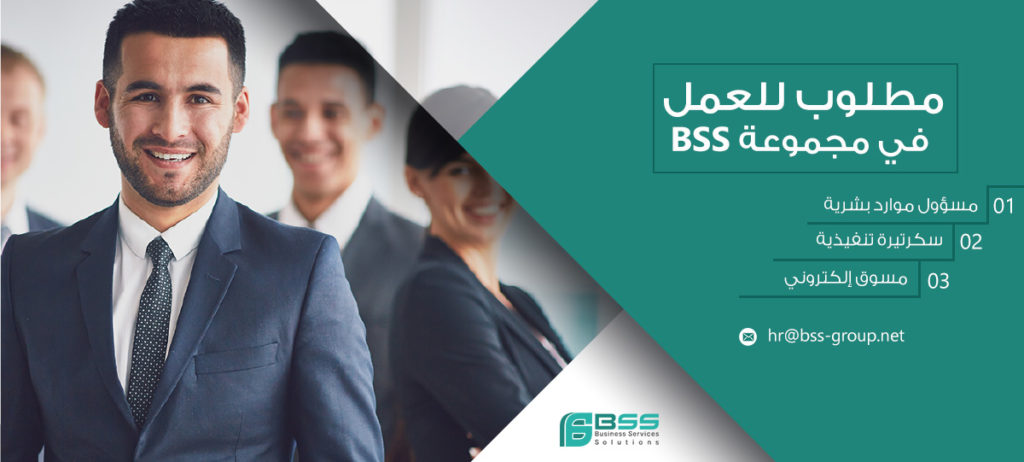 مطلوب للعمل
في مجموعة BSS
01 مسؤول موارد بشرية
02 سكرتيرة تنفيذية
03 مسوق إلكتروني
hr@bss-group.net
BSS
Business Services
Solutions